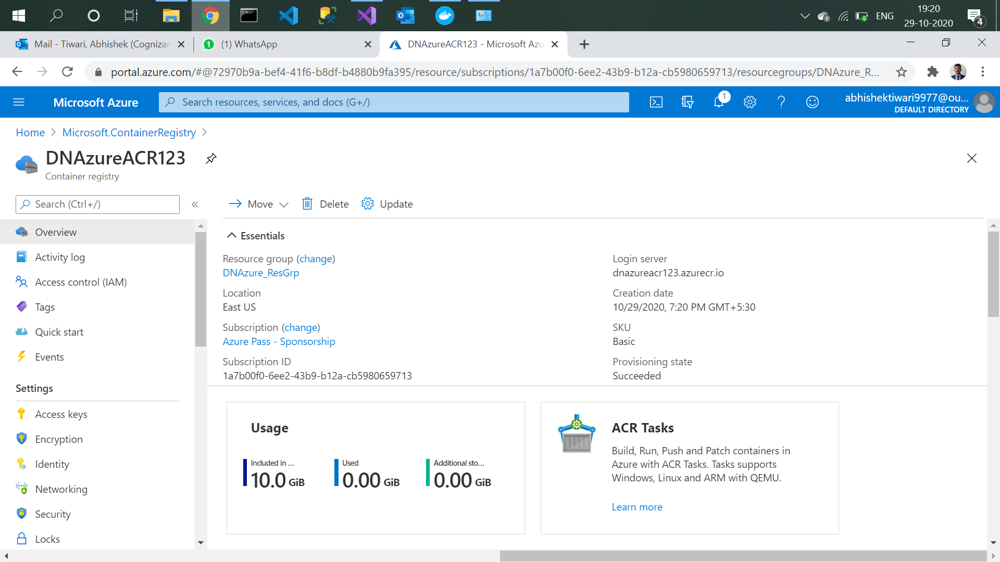 ENG
19:20
29-10-2020
4
Mail - Tiwari, Abhishek (Cognizan
(1) WhatsApp
DNAzureACR123 - Microsoft Azu
portal.azure.com/#@72970b9a-bef4-41f6-b8df-b4880b9fa395/resource/subscriptions/1a7b00f0-6ee2-43b9-b12a-cb5980659713/resourcegroups/DNAzure_R...
Microsoft Azure
Search resources, services, and docs (G+/)
1
abhishektiwari9977@ou...
DEFAULT DIRECTORY
Home > Microsoft.ContainerRegistry >
DNAzureACR123
Container registry
Search (Ctrl+/)
«
Move
Delete
Update
Overview
Activity log
Access control (IAM)
Tags
Quick start
Events
Settings
Access keys
Encryption
Identity
Networking
Security
Locks
Essentials
Resource group (change)
DNAzure_ResGrp
Location
East US
Subscription (change)
Azure Pass - Sponsorship
Subscription ID
1a7b00f0-6ee2-43b9-b12a-cb5980659713
Login server
dnazureacr123.azurecr.io
Creation date
10/29/2020, 7:20 PM GMT+5:30
SKU
Basic
Provisioning state
Succeeded
Usage
Included in ...
10.0 GiB
Used
0.00 GiB
Additional sto...
0.00 GiB
ACR Tasks
Build, Run, Push and Patch containers in
Azure with ACR Tasks. Tasks supports
Windows, Linux and ARM with QEMU.
Learn more